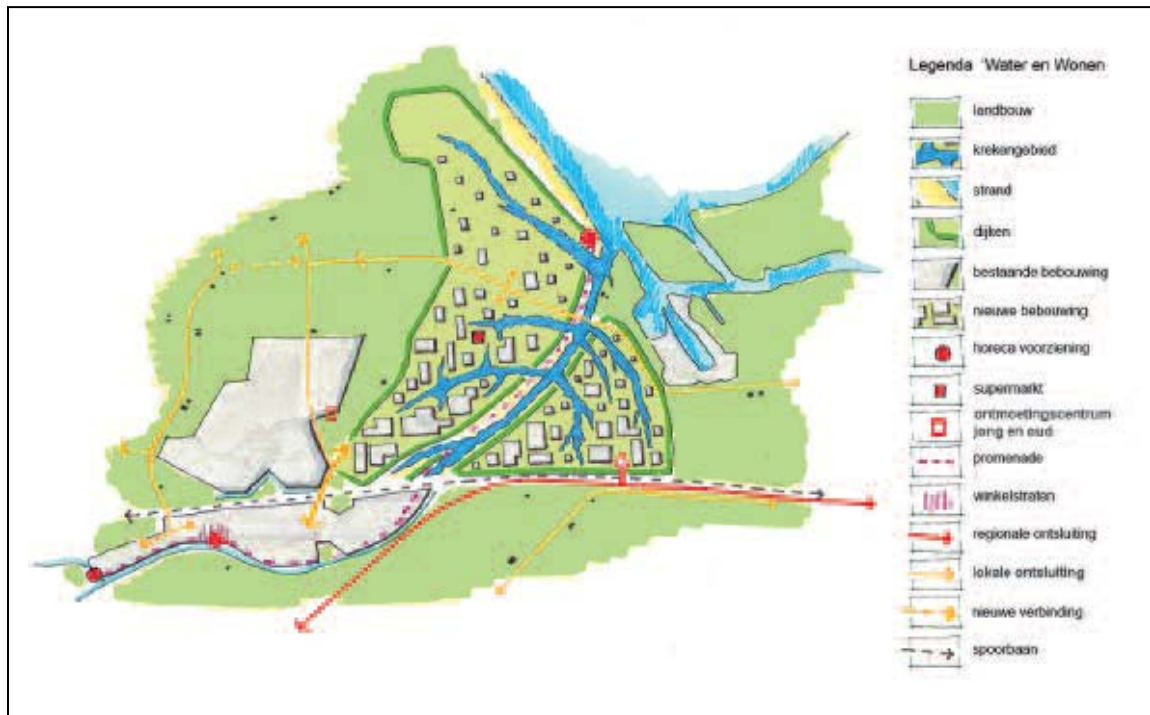 Legenda 'Water en Wonen
landbouw
krekengebied
strand
dijken
bestaande bebouwing
nieuwe bebouwing
horeca voorziening
supermarkt
ontmoetingscentrum
jong en oud
promenade
winkelstraten
regionale ontsluiting
lokale ontsluiting
nieuwe verbinding
spoorbaan